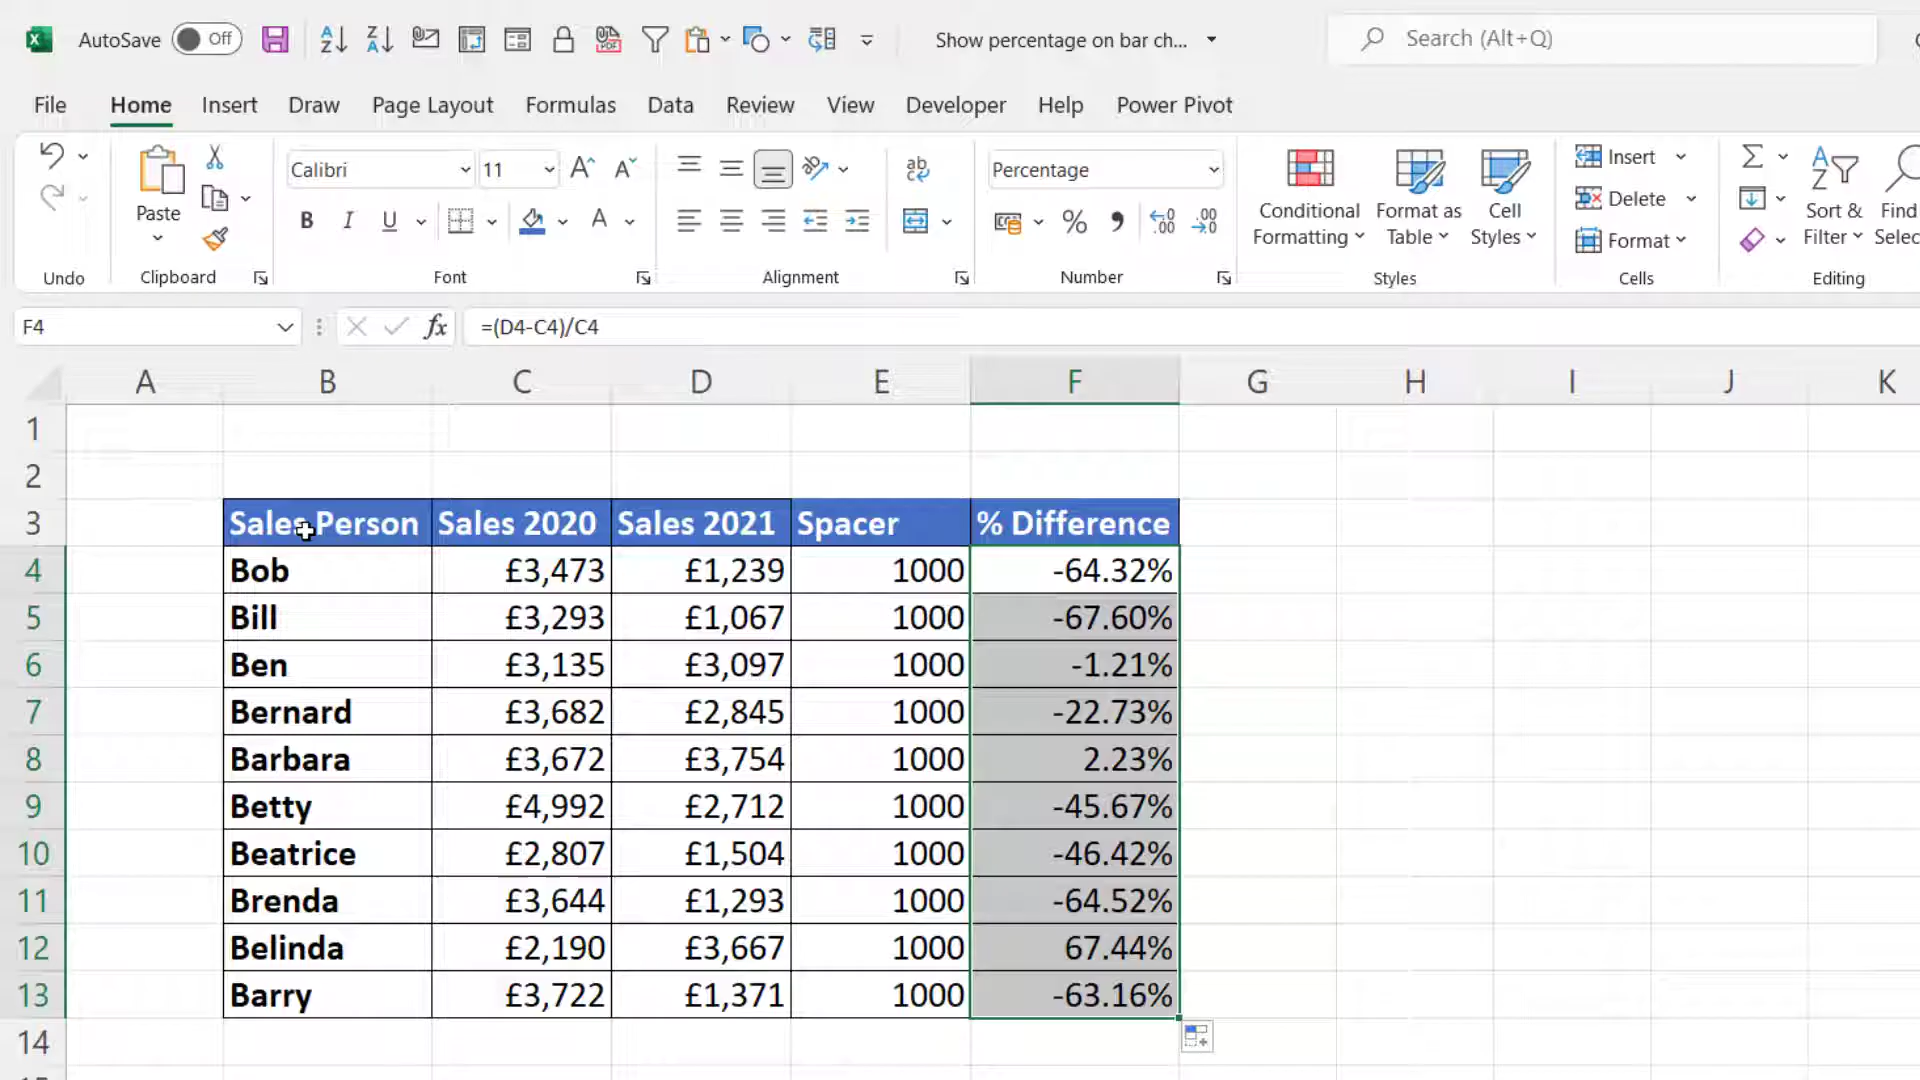 AutoSave Off Show percentage on bar ch... Search (Alt+Q)
File Home Insert Draw Page Layout Formulas Data Review View Developer Help Power Pivot
Paste
Undo
Clipboard
Calibri 11
B I U A
Font
ab
Alignment
Percentage
%
Number
Conditional Formatting
Format as Table
Cell Styles
Styles
Insert
Delete
Format
Cells
Sort & Filter
Find
Selec
Editing
F4 fx =(D4-C4)/C4
A B C D E F G H I J K
1
2
3 Sales Person Sales 2020 Sales 2021 Spacer % Difference
4 Bob £3,473 £1,239 1000 -64.32%
5 Bill £3,293 £1,067 1000 -67.60%
6 Ben £3,135 £3,097 1000 -1.21%
7 Bernard £3,682 £2,845 1000 -22.73%
8 Barbara £3,672 £3,754 1000 2.23%
9 Betty £4,992 £2,712 1000 -45.67%
10 Beatrice £2,807 £1,504 1000 -46.42%
11 Brenda £3,644 £1,293 1000 -64.52%
12 Belinda £2,190 £3,667 1000 67.44%
13 Barry £3,722 £1,371 1000 -63.16%
14